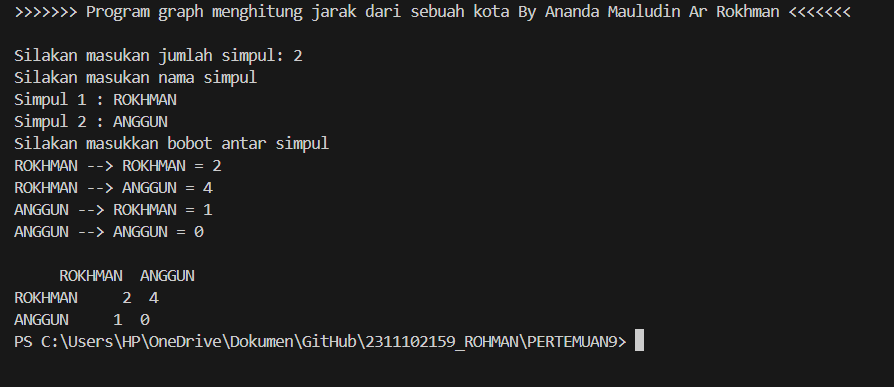 >>>>>>> Program graph menghitung jarak dari sebuah kota By Ananda Mauludin Ar Rokhman <<<<<<<
Silakan masukan jumlah simpul: 2
Silakan masukan nama simpul
Simpul 1 : ROKHMAN
Simpul 2 : ANGGUN
Silakan masukkan bobot antar simpul
ROKHMAN --> ROKHMAN = 2
ROKHMAN --> ANGGUN = 4
ANGGUN --> ROKHMAN = 1
ANGGUN --> ANGGUN = 0
     ROKHMAN  ANGGUN
ROKHMAN     2  4
ANGGUN     1  0
PS C:\Users\HP\OneDrive\Dokumen\GitHub\2311102159_ROHMAN\PERTEMUAN9>